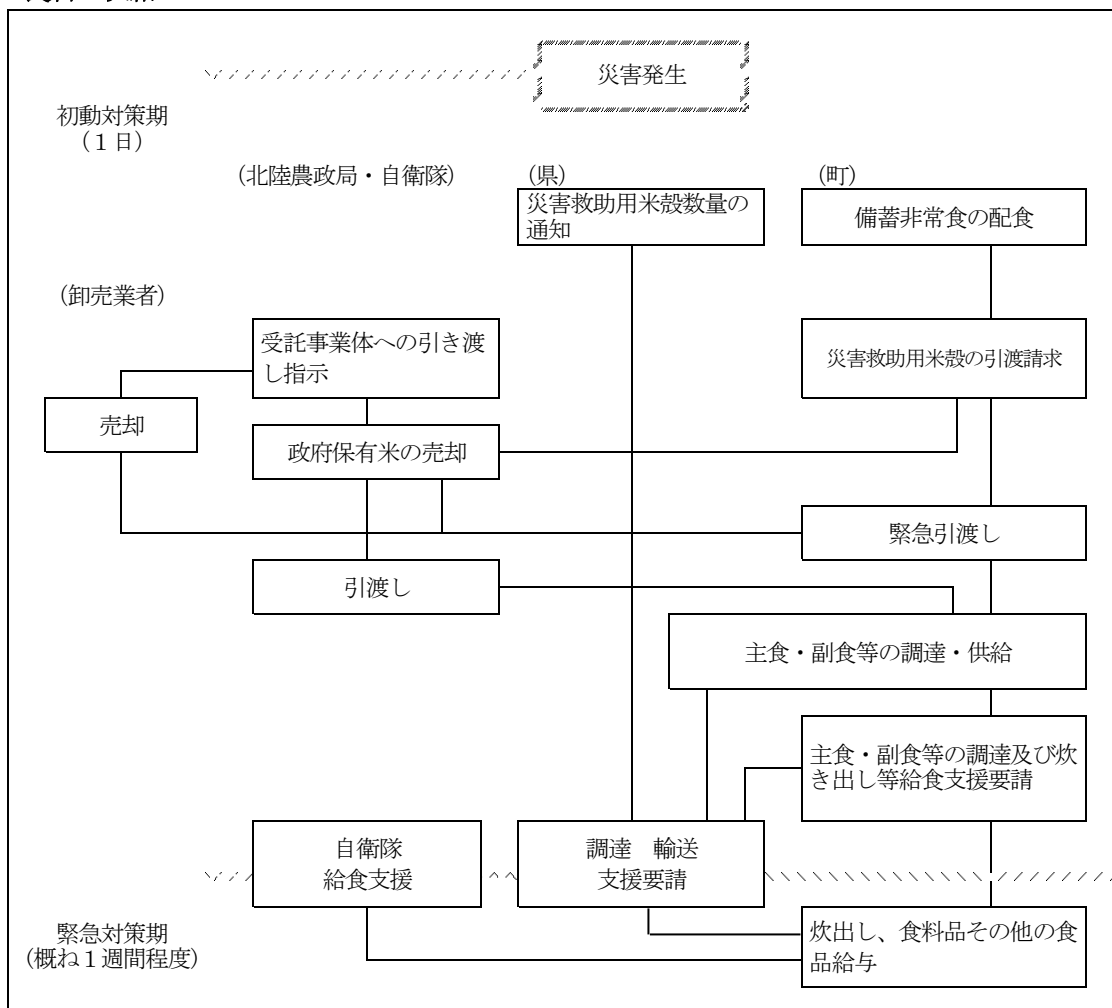 災害発生
初動対策期
（１日）
(北陸農政局・自衛隊)
(県)
(町)
災害救助用米殻数量の
通知
備蓄非常食の配食
(卸売業者)
受託事業体への引き渡
し指示
災害救助用米殻の引渡請求
売却
政府保有米の売却
緊急引渡し
引渡し
主食・副食等の調達・供給
主食・副食等の調達及び炊
き出し等給食支援要請
自衛隊
給食支援
調達　輸送
支援要請
緊急対策期
(概ね１週間程度)
炊出し、食料品その他の食
品給与